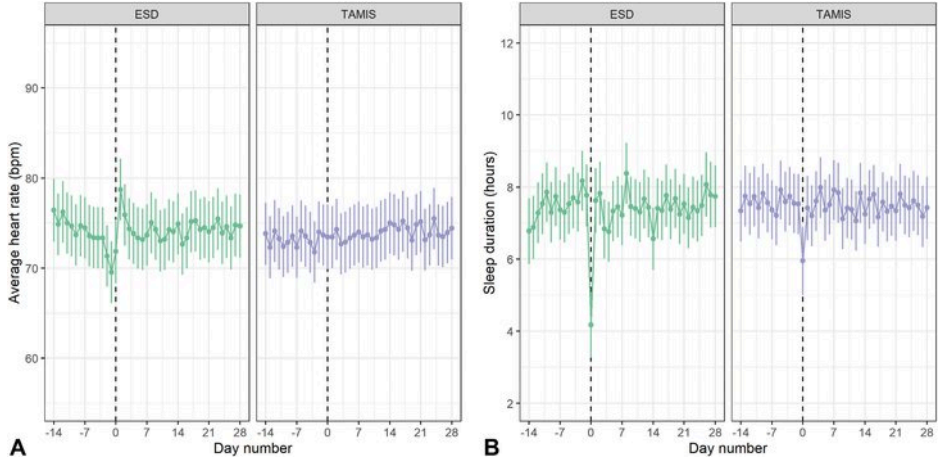 ESD TAMIS
Average heart rate (bpm)
90
80
70
60
-14 -7 0 7 14 21 28 -14 -7 0 7 14 21 28
Day number
A
ESD TAMIS
Sleep duration (hours)
12
10
8
6
4
2
-14 -7 0 7 14 21 28 -14 -7 0 7 14 21 28
Day number
B